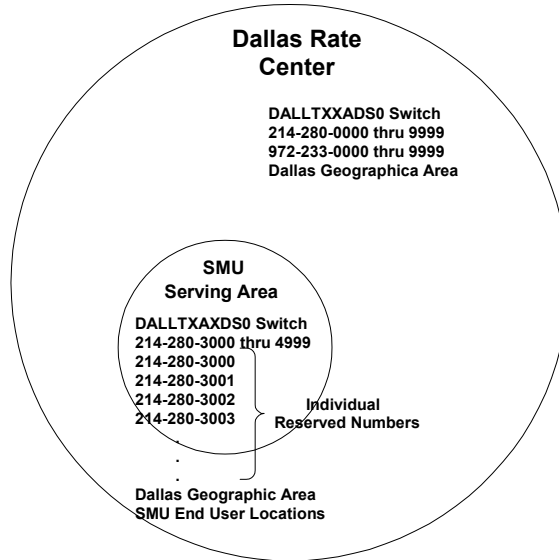 Dallas Rate
Center
DALLTXXADS0 Switch
214-280-0000 thru 9999
972-233-0000 thru 9999
Dallas Geographica Area
SMU
Serving Area
DALLTXAXDS0 Switch
214-280-3000 thru 4999
214-280-3000
214-280-3001
214-280-3002
214-280-3003
.
.
.
Individual
Reserved Numbers
Dallas Geographic Area
SMU End User Locations